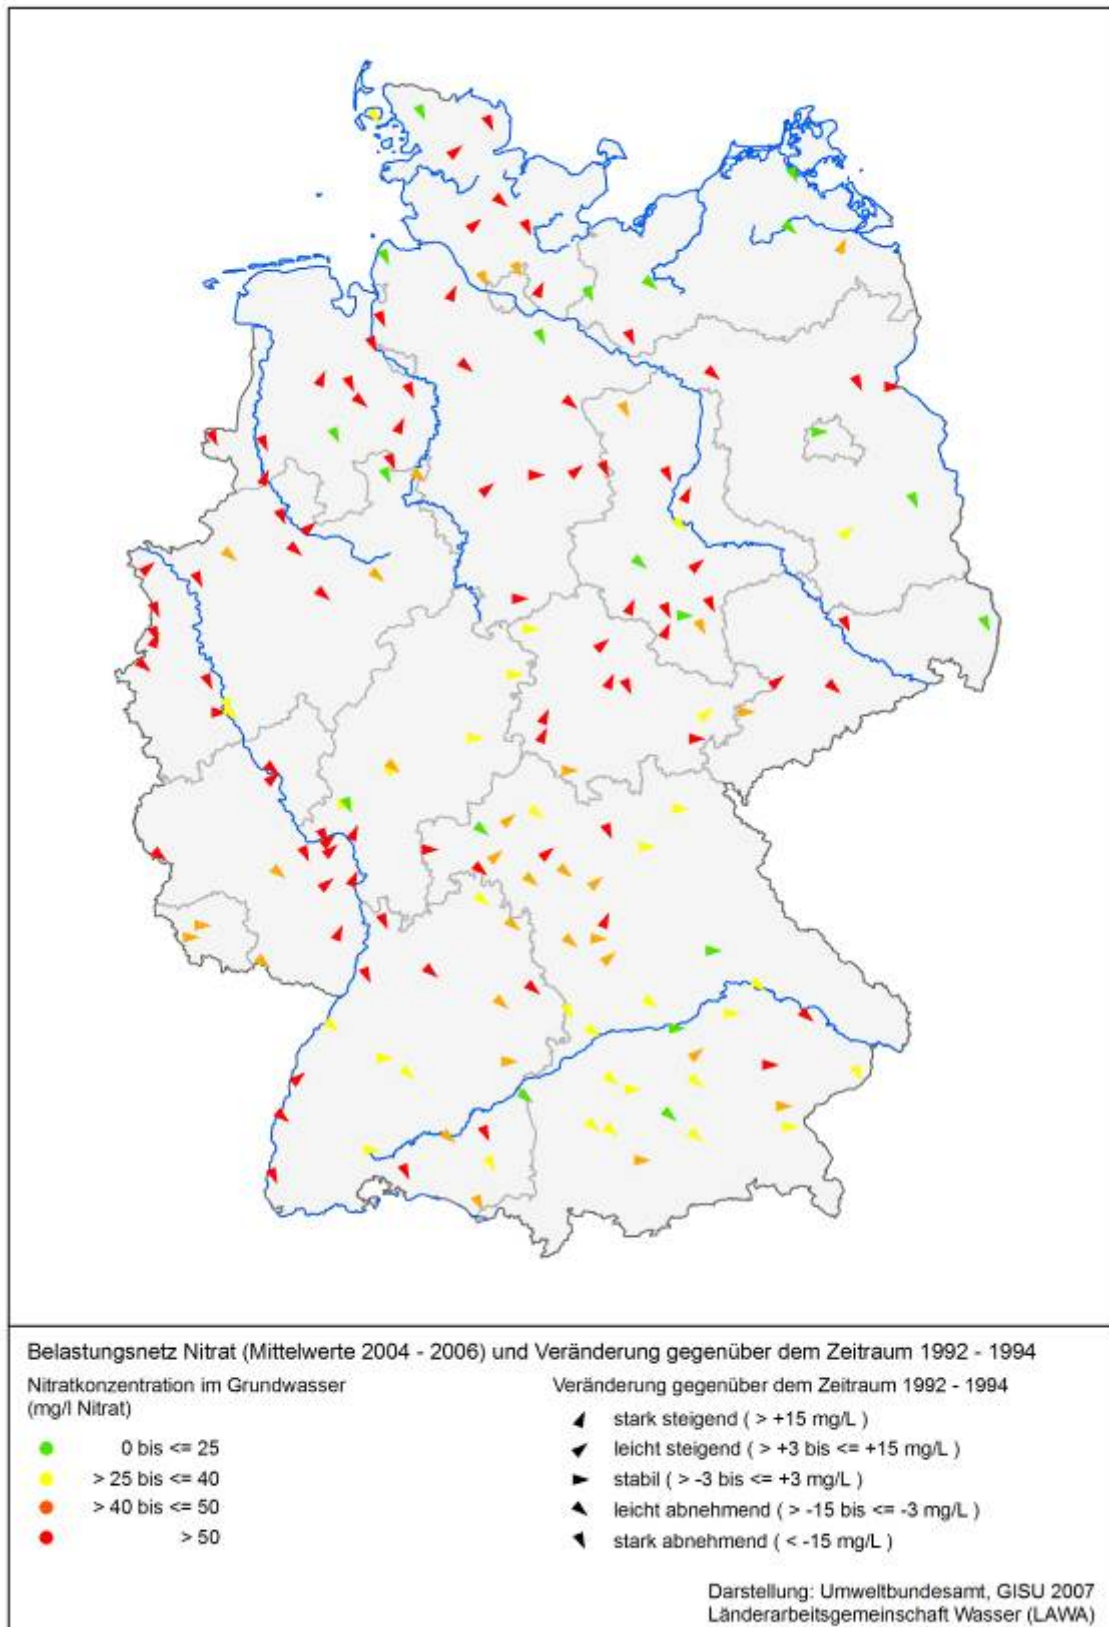 Belastungsnetz Nitrat (Mittelwerte 2004 - 2006) und Veränderung gegenüber dem Zeitraum 1992 - 1994
Nitratkonzentration im Grundwasser
(mg/l Nitrat)
0 bis <= 25
> 25 bis <= 40
> 40 bis <= 50
> 50
Veränderung gegenüber dem Zeitraum 1992 - 1994
stark steigend ( > +15 mg/L )
leicht steigend ( > +3 bis <= +15 mg/L )
stabil ( > -3 bis <= +3 mg/L )
leicht abnehmend ( > -15 bis <= -3 mg/L )
stark abnehmend ( < -15 mg/L )
Darstellung: Umweltbundesamt, GISU 2007
Länderarbeitsgemeinschaft Wasser (LAWA)